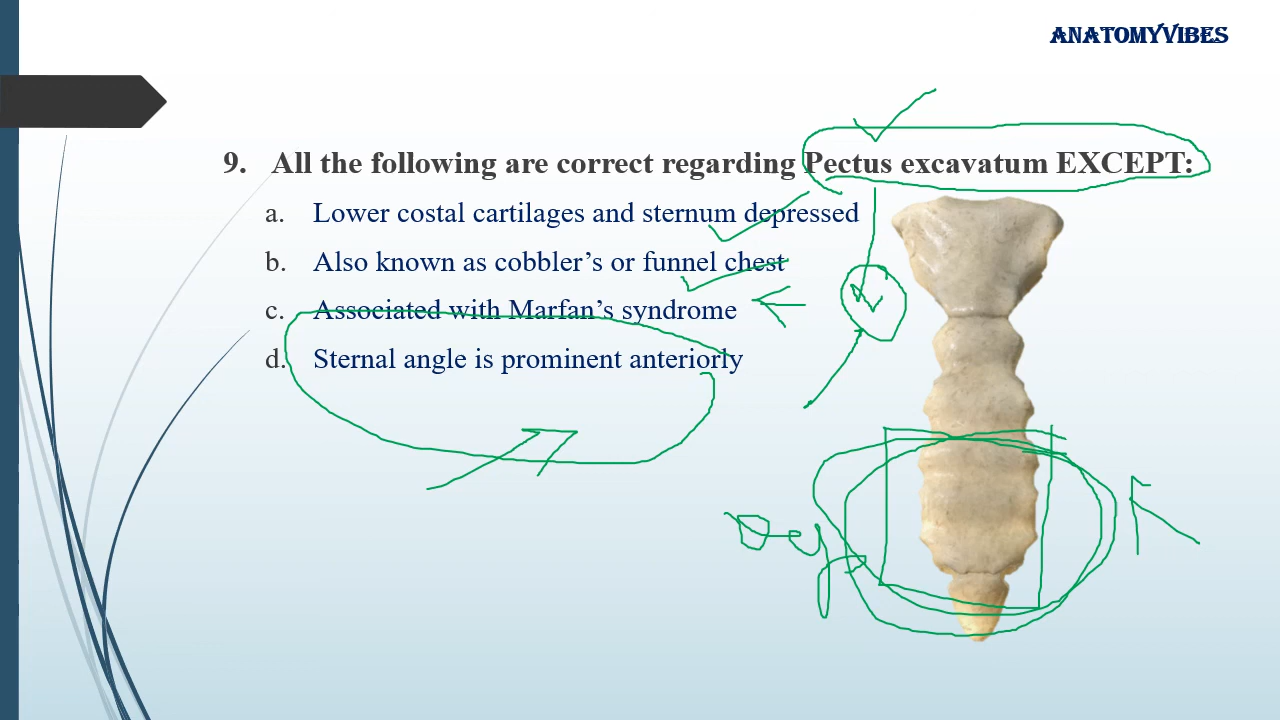 ANATOMYVIBES
9. All the following are correct regarding Pectus excavatum EXCEPT:
a. Lower costal cartilages and sternum depressed
b. Also known as cobbler’s or funnel chest
c. Associated with Marfan’s syndrome
d. Sternal angle is prominent anteriorly